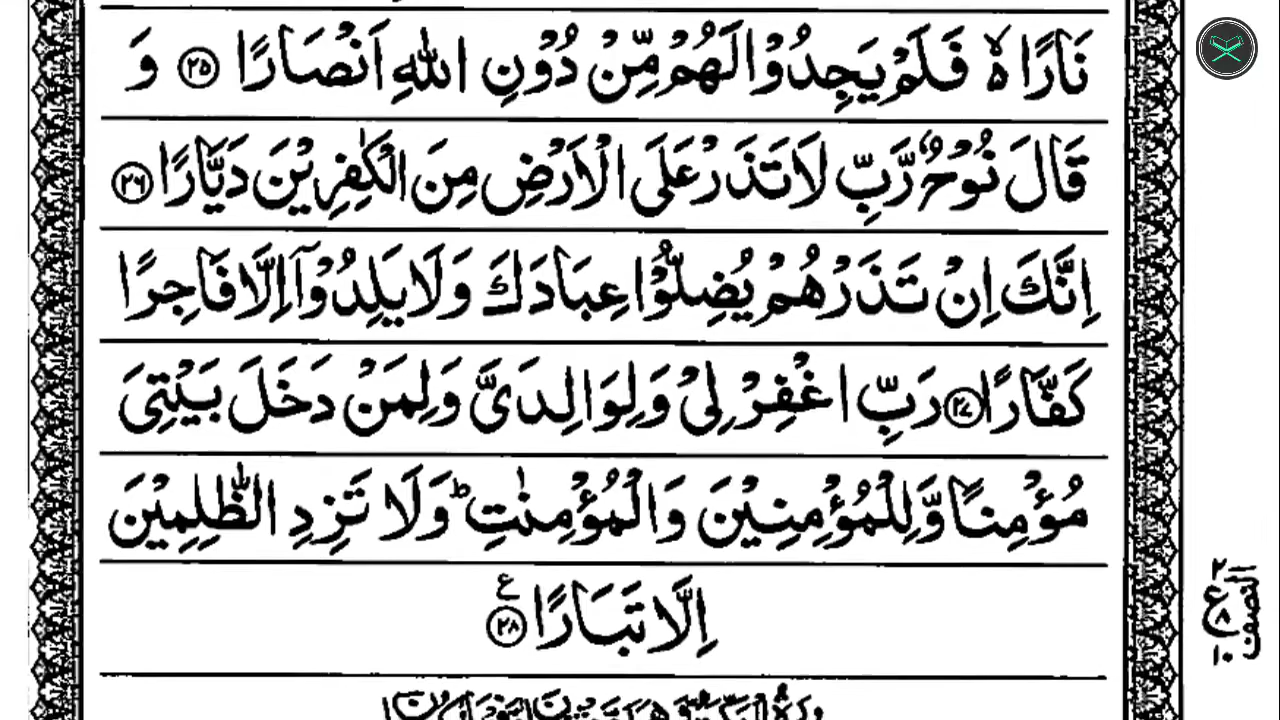 نَارًا ۙ فَلَمْ يَجِدُوْا لَهُمْ مِّنْ دُوْنِ اللّٰهِ اَنْصَارًا ۝۲۵ وَ
قَالَ نُوْحٌ رَّبِّ لَا تَذَرْ عَلَى الْاَرْضِ مِنَ الْكٰفِرِيْنَ دَيَّارًا ۝۲۶
اِنَّكَ اِنْ تَذَرْهُمْ يُضِلُّوْا عِبَادَكَ وَلَا يَلِدُوْۤا اِلَّا فَاجِرًا
كَفَّارًا ۝۲۷ رَبِّ اغْفِرْ لِىْ وَلِوَالِدَىَّ وَلِمَنْ دَخَلَ بَيْتِىَ
مُؤْمِنًا وَّلِلْمُؤْمِنِيْنَ وَالْمُؤْمِنٰتِ ؕ وَلَا تَزِدِ الظّٰلِمِيْنَ
اِلَّا تَبَارًا ۝۲۸ ع
النصف